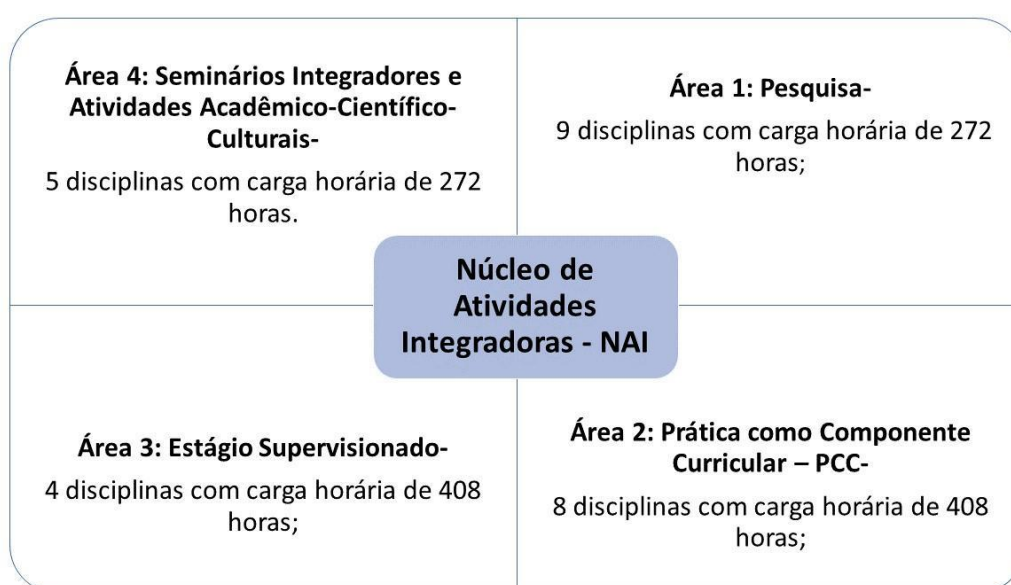 Área 4: Seminários Integradores e
Atividades Acadêmico-Científico-
Culturais-
5 disciplinas com carga horária de 272
horas.
Área 1: Pesquisa-
9 disciplinas com carga horária de 272
horas;
Núcleo de
Atividades
Integradoras - NAI
Área 3: Estágio Supervisionado-
4 disciplinas com carga horária de 408
horas;
Área 2: Prática como Componente
Curricular – PCC-
8 disciplinas com carga horária de 408
horas;